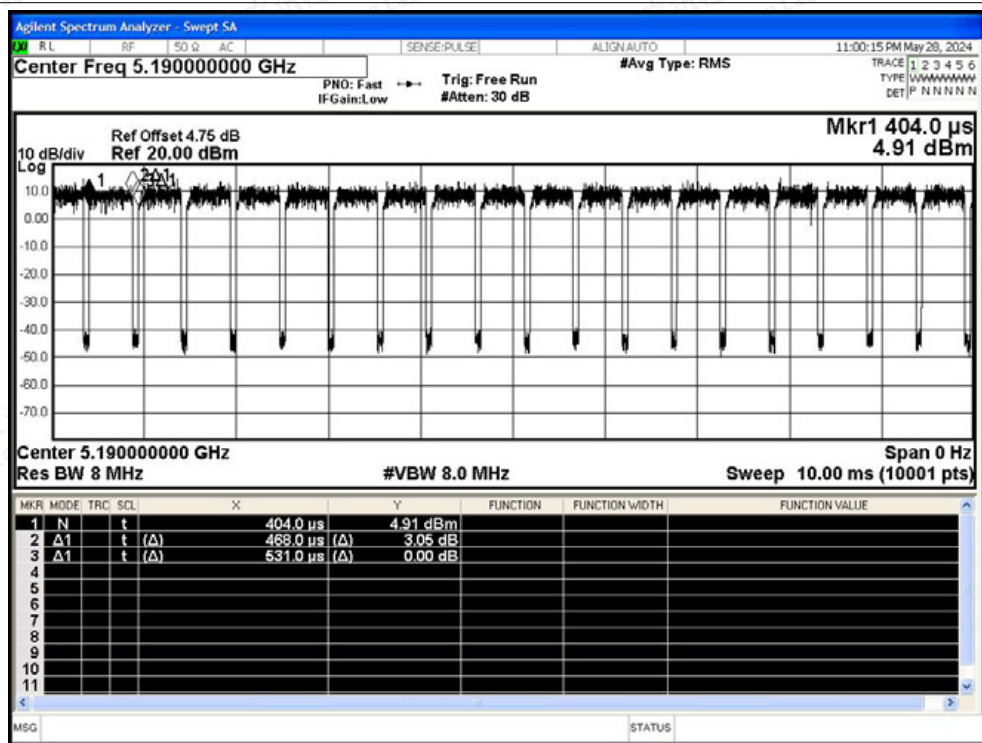 Agilent Spectrum Analyzer - Swept SA
RL RF 50 Ω AC SENSE:PULSE ALIGN AUTO 11:00:15 PM May 28, 2024
Center Freq 5.190000000 GHz #Avg Type: RMS TRACE 1 2 3 4 5 6
PNO: Fast Trig: Free Run TYPE
IFGain:Low #Atten: 30 dB DET P N N N N N
Mkr1 404.0 µs
4.91 dBm
Ref Offset 4.75 dB
10 dB/div Ref 20.00 dBm
Log
1 2Δ1 3Δ1
10.0
0.00
-10.0
-20.0
-30.0
-40.0
-50.0
-60.0
-70.0
Center 5.190000000 GHz Span 0 Hz
Res BW 8 MHz #VBW 8.0 MHz Sweep 10.00 ms (10001 pts)
MKR MODE TRC SCL X Y FUNCTION FUNCTION WIDTH FUNCTION VALUE
1 N t 404.0 µs 4.91 dBm
2 Δ1 t (Δ) 468.0 µs (Δ) 3.05 dB
3 Δ1 t (Δ) 531.0 µs (Δ) 0.00 dB
4
5
6
7
8
9
10
11
MSG STATUS